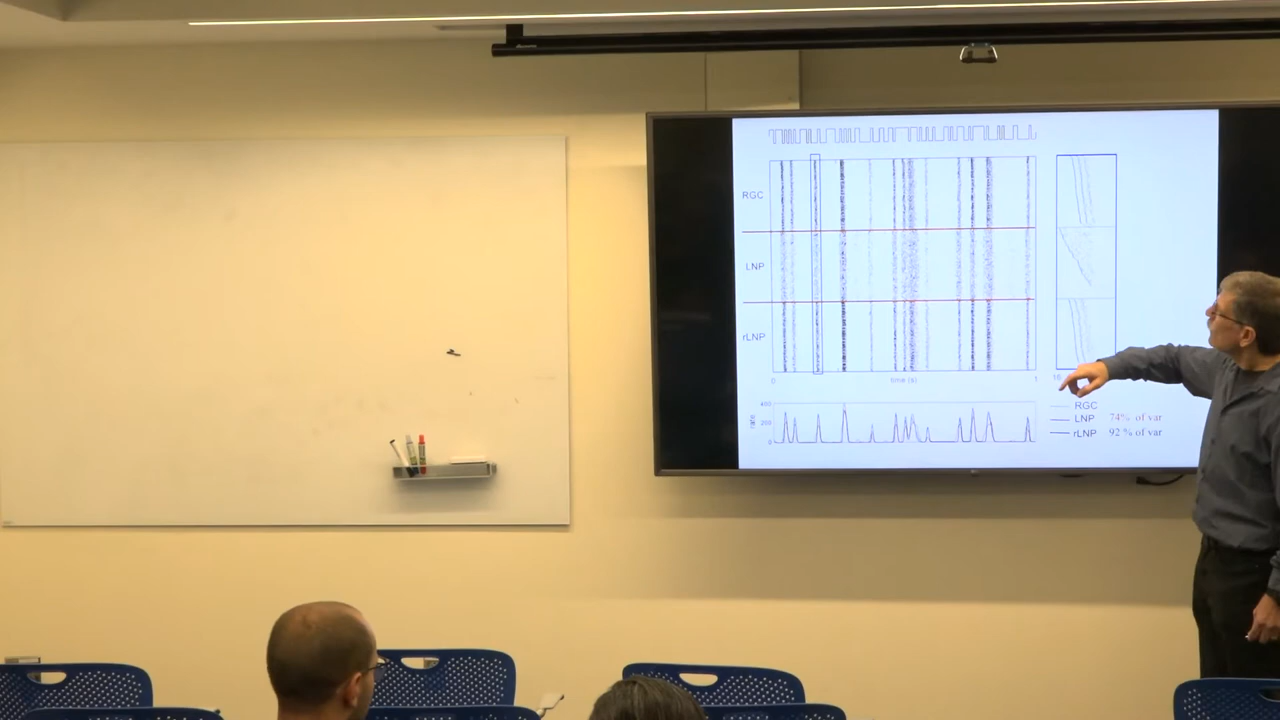 RGC
LNP
rLNP
0
time (s)
1
400
200
0
rate
RGC
LNP 74% of var
rLNP 92 % of var